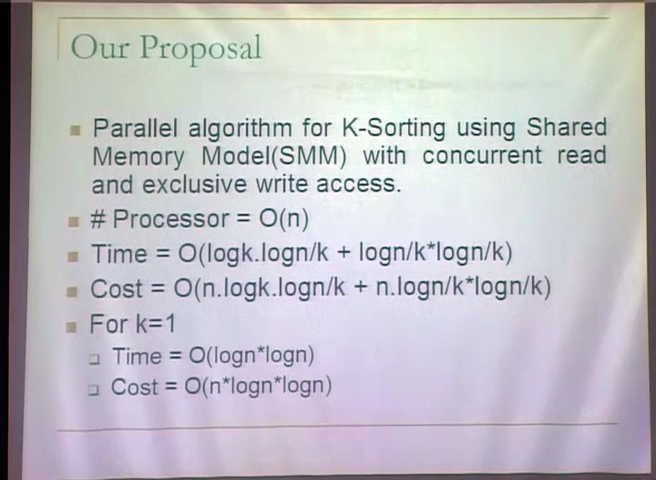 Our Proposal
Parallel algorithm for K-Sorting using Shared
Memory Model(SMM) with concurrent read
and exclusive write access.
# Processor = O(n)
Time = O(logk.logn/k + logn/k*logn/k)
Cost = O(n.logk.logn/k + n.logn/k*logn/k)
For k=1
Time = O(logn*logn)
Cost = O(n*logn*logn)